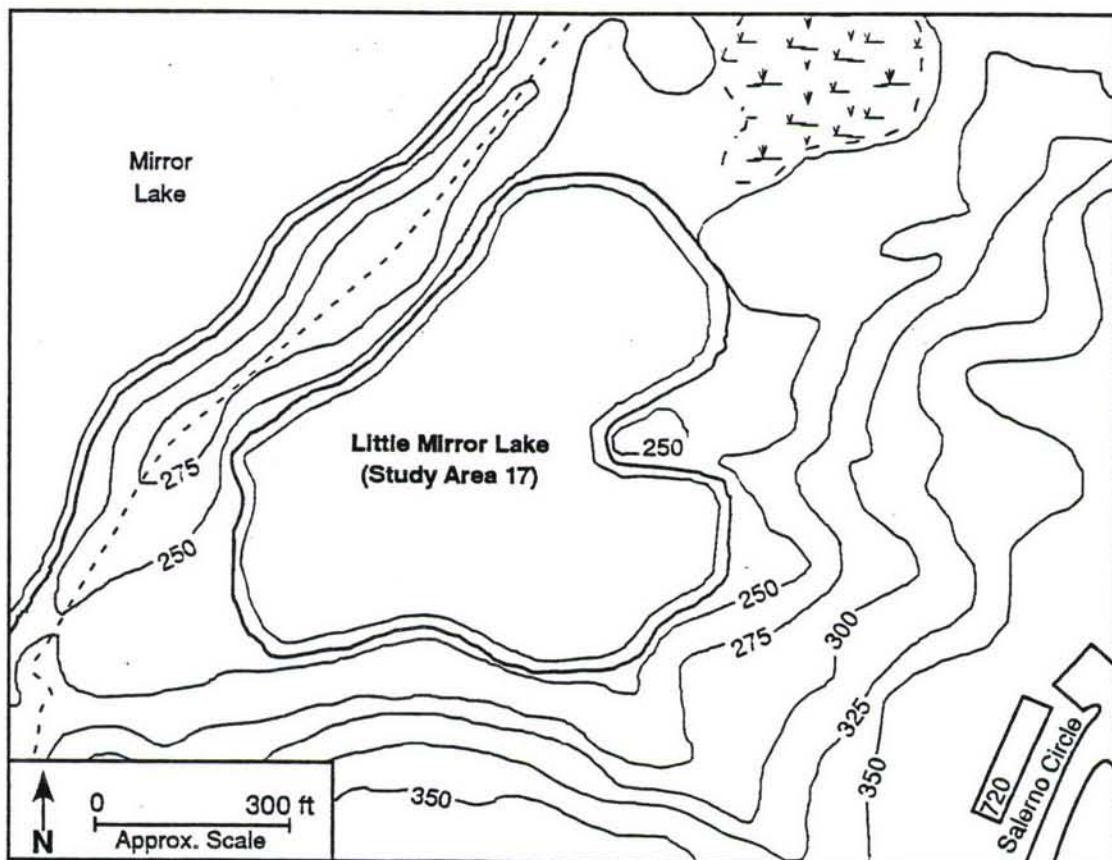 Mirror
Lake
Little Mirror Lake
(Study Area 17)
250
275
250
250
275
300
325
350
350
720
Salerno Circle
0 300 ft
Approx. Scale
N